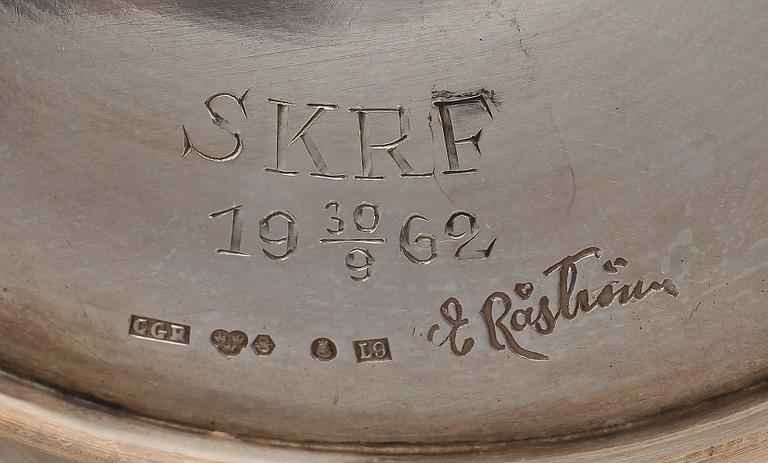 SKRF
19 30/9 62
CGR S L9 E Råström